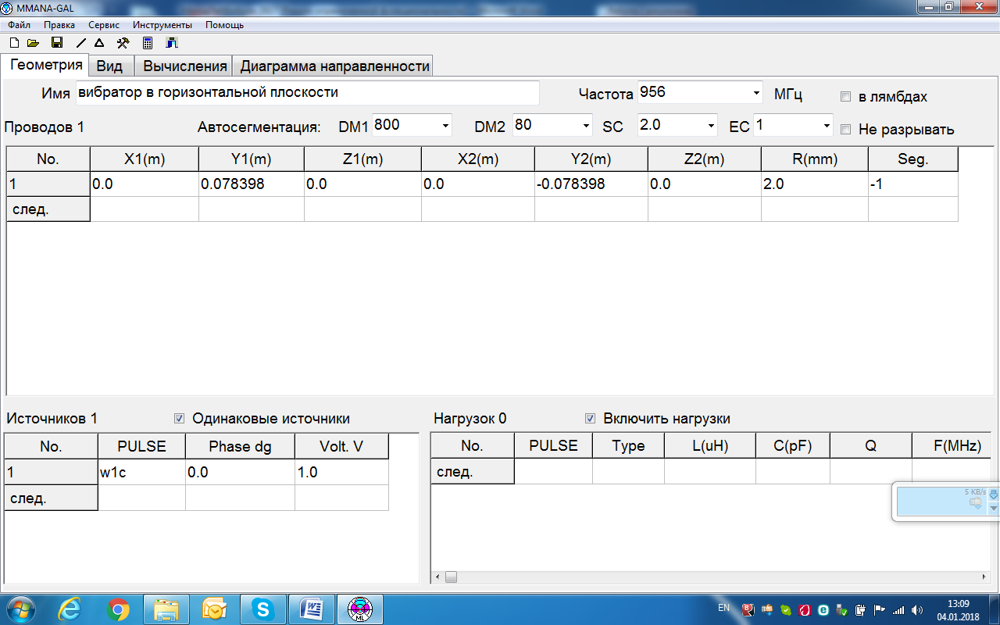 MMANA-GAL
Файл Правка Сервис Инструменты Помощь
Геометрия Вид Вычисления Диаграмма направленности
Имя вибратор в горизонтальной плоскости Частота 956 МГц в лямбдах
Проводов 1 Автосегментация: DM1 800 DM2 80 SC 2.0 EC 1 Не разрывать
No. X1(m) Y1(m) Z1(m) X2(m) Y2(m) Z2(m) R(mm) Seg.
1 0.0 0.078398 0.0 0.0 -0.078398 0.0 2.0 -1
след.
Источников 1 Одинаковые источники Нагрузок 0 Включить нагрузки
No. PULSE Phase dg Volt. V No. PULSE Type L(uH) C(pF) Q F(MHz)
1 w1c 0.0 1.0 след.
след.
5 KB/s
EN 13:09
04.01.2018